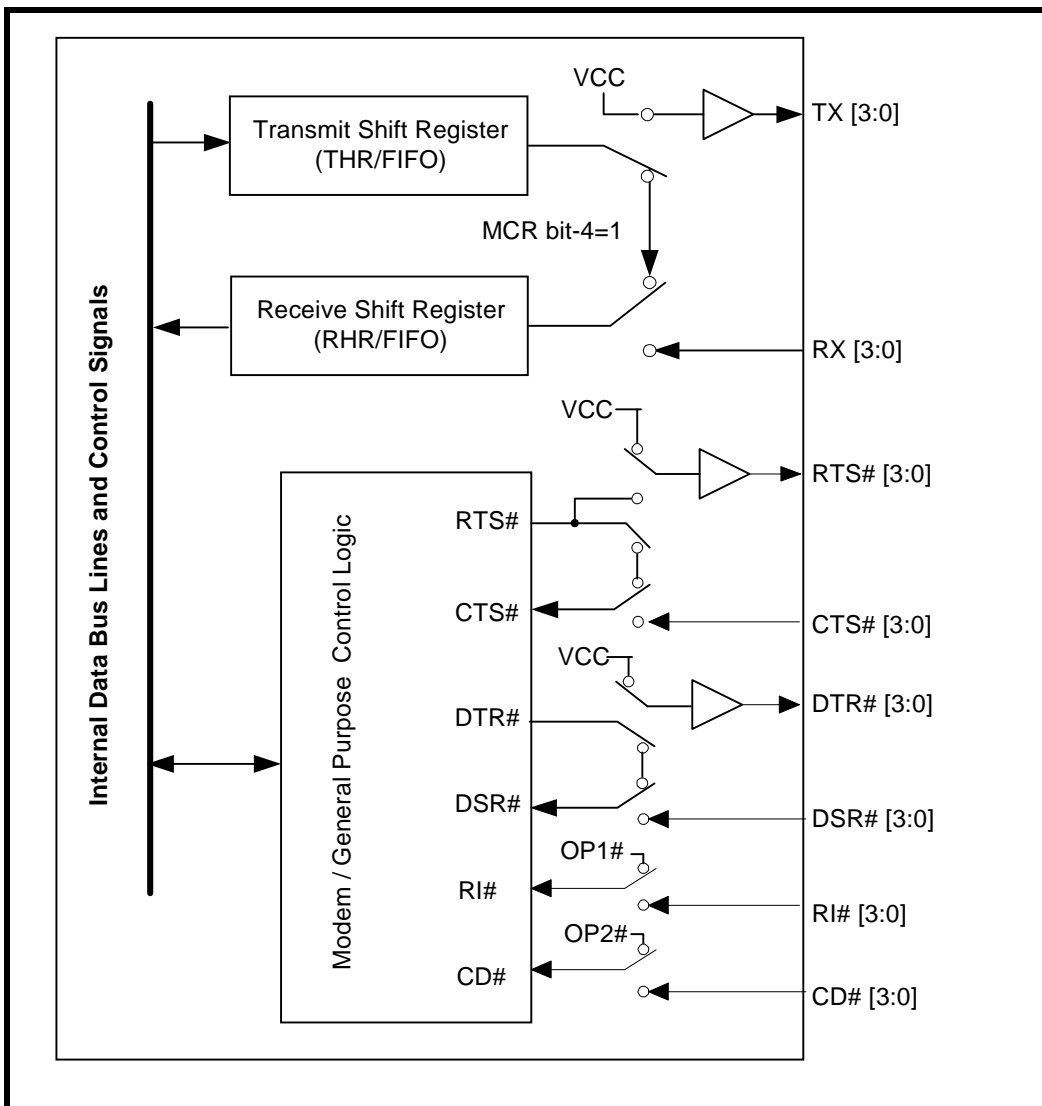 VCC
TX [3:0]
Transmit Shift Register
(THR/FIFO)
MCR bit-4=1
Receive Shift Register
(RHR/FIFO)
RX [3:0]
Internal Data Bus Lines and Control Signals
VCC
RTS# [3:0]
Modem / General Purpose Control Logic
RTS#
CTS#
CTS# [3:0]
VCC
DTR#
DTR# [3:0]
DSR#
DSR# [3:0]
OP1#
RI#
RI# [3:0]
OP2#
CD#
CD# [3:0]